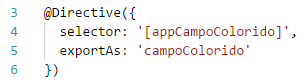 3 @Directive({
4   selector: '[appCampoColorido]',
5   exportAs: 'campoColorido'
6 })